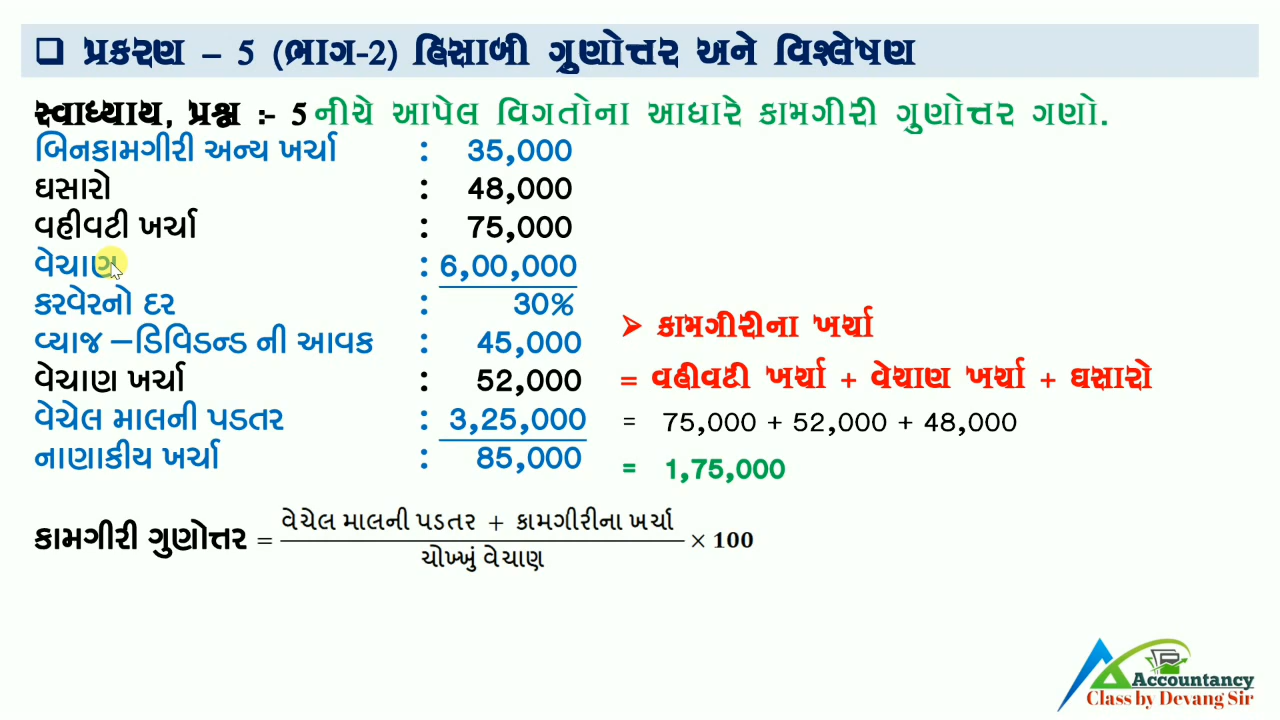 ❑ પ્રકરણ – 5 (ભાગ-2) હિસાબી ગુણોત્તર અને વિશ્લેષણ
સ્વાધ્યાય, પ્રશ્ન :- 5 નીચે આપેલ વિગતોના આધારે કામગીરી ગુણોત્તર ગણો.
બિનકામગીરી અન્ય ખર્ચા : 35,000
ઘસારો : 48,000
વહીવટી ખર્ચા : 75,000
વેચાણ : 6,00,000
કરવેરનો દર : 30%
વ્યાજ –ડિવિડન્ડ ની આવક : 45,000
વેચાણ ખર્ચા : 52,000
વેચેલ માલની પડતર : 3,25,000
નાણાકીય ખર્ચા : 85,000
➤ કામગીરીના ખર્ચા
= વહીવટી ખર્ચા + વેચાણ ખર્ચા + ઘસારો
= 75,000 + 52,000 + 48,000
= 1,75,000
કામગીરી ગુણોત્તર = વેચેલ માલની પડતર + કામગીરીના ખર્ચા / ચોખ્ખું વેચાણ × 100
Accountancy
Class by Devang Sir